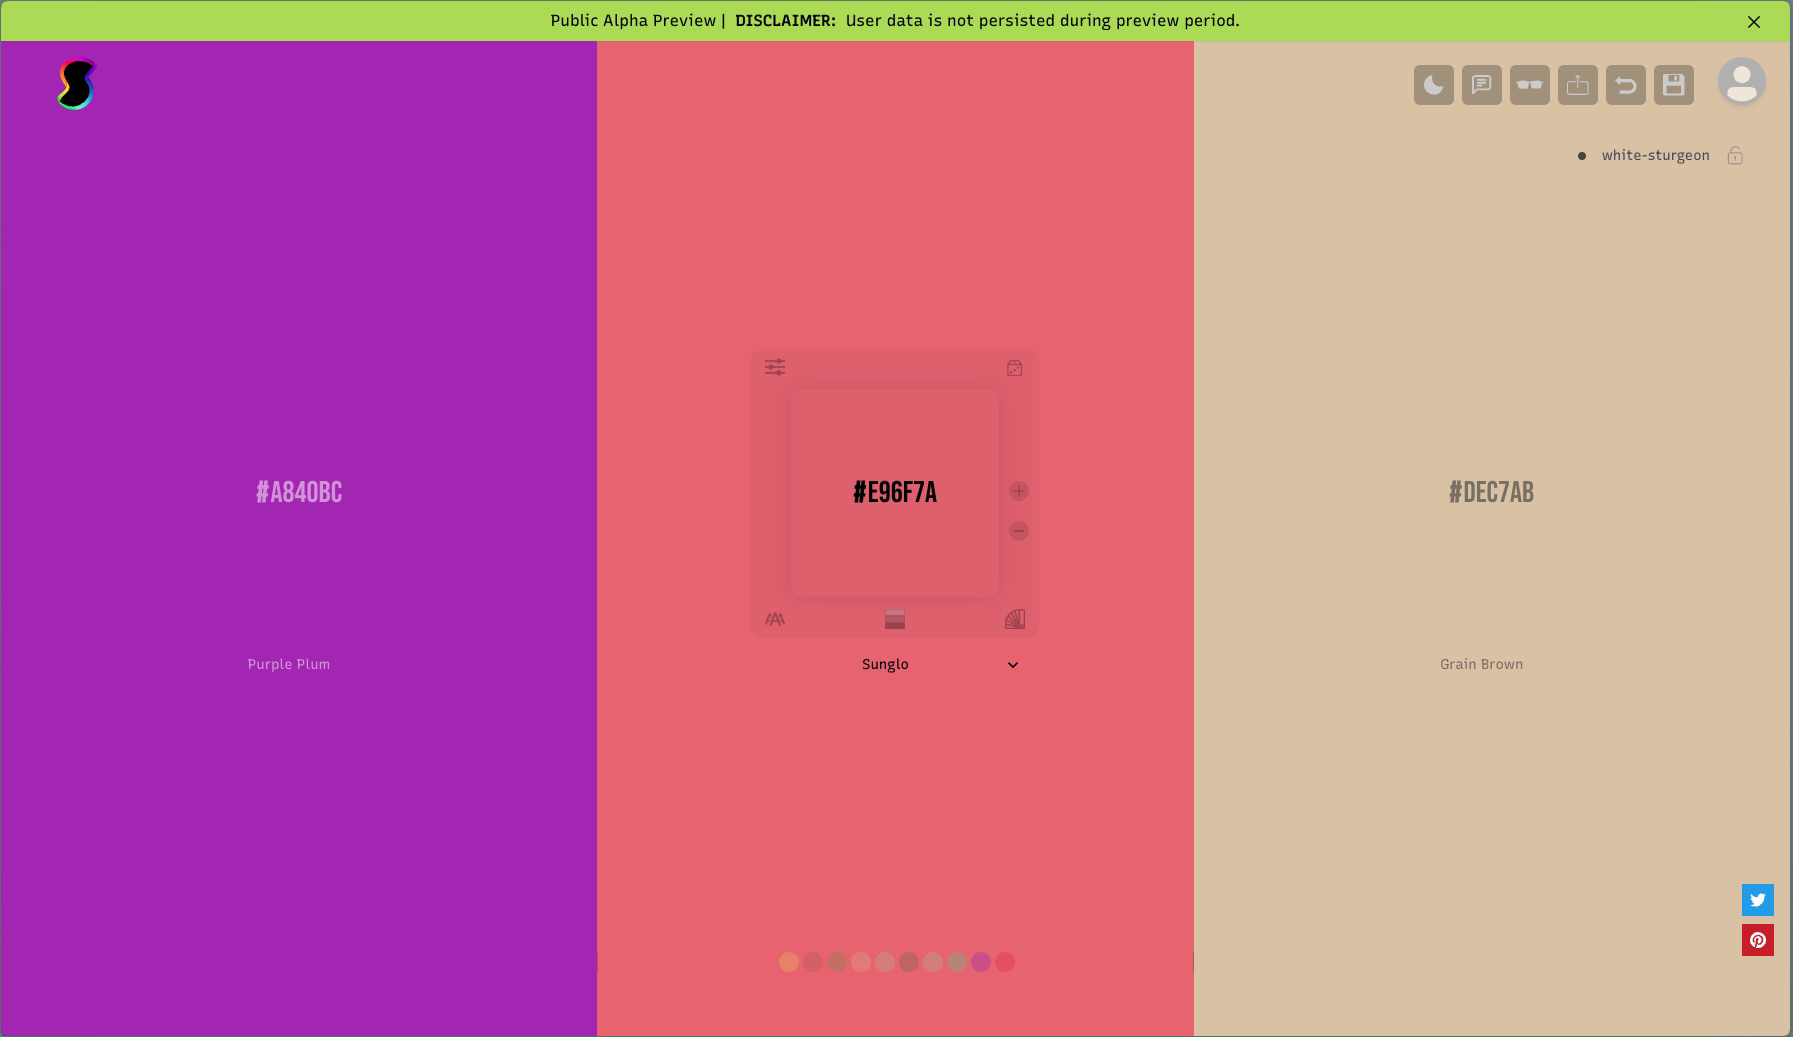 Public Alpha Preview | DISCLAIMER: User data is not persisted during preview period.
white-sturgeon
#A840BC
#E96F7A
#DEC7AB
Purple Plum
Sunglo
Grain Brown